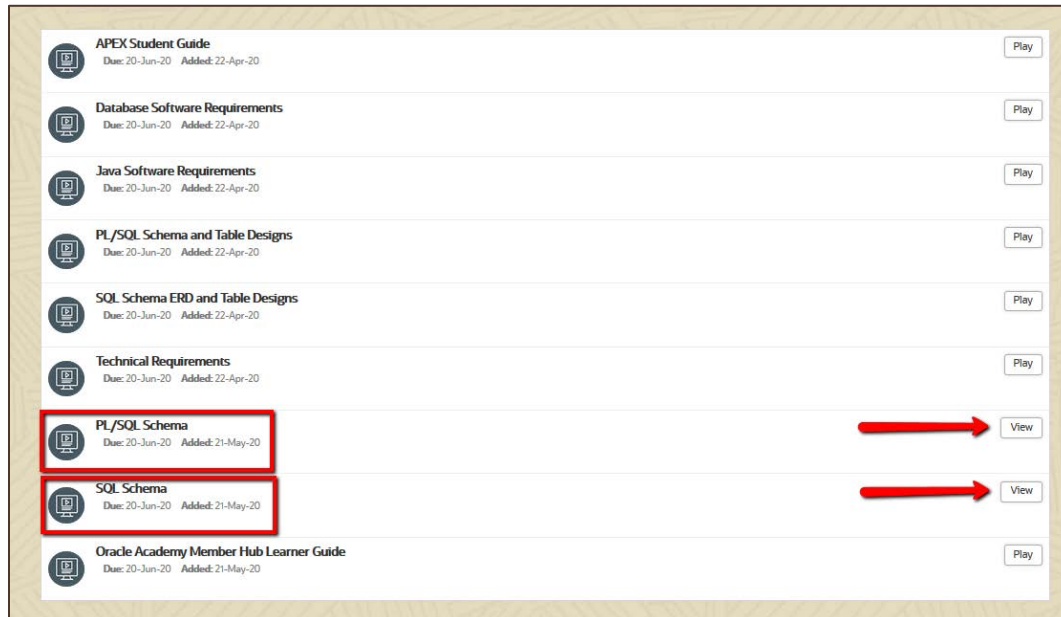 APEX Student Guide
Play
Due: 20-Jun-20 Added: 22-Apr-20
Database Software Requirements
Play
Due: 20-Jun-20 Added: 22-Apr-20
Java Software Requirements
Play
Due: 20-Jun-20 Added: 22-Apr-20
PL/SQL Schema and Table Designs
Play
Due: 20-Jun-20 Added: 22-Apr-20
SQL Schema ERD and Table Designs
Play
Due: 20-Jun-20 Added: 22-Apr-20
Technical Requirements
Play
Due: 20-Jun-20 Added: 22-Apr-20
PL/SQL Schema
View
Due: 20-Jun-20 Added: 21-May-20
SQL Schema
View
Due: 20-Jun-20 Added: 21-May-20
Oracle Academy Member Hub Learner Guide
Play
Due: 20-Jun-20 Added: 21-May-20